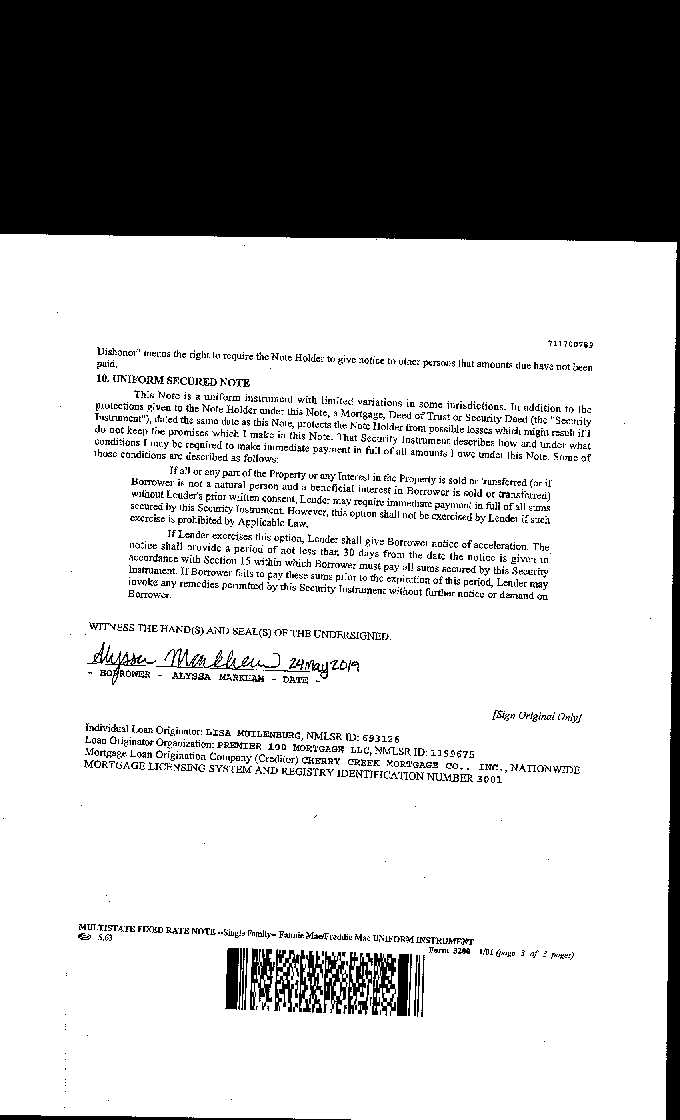 711700789
Dishonor" means the right to require the Note Holder to give notice to other persons that amounts due have not been
paid.
10. UNIFORM SECURED NOTE
This Note is a uniform instrument with limited variations in some jurisdictions. In addition to the
protections given to the Note Holder under this Note, a Mortgage, Deed of Trust or Security Deed (the "Security
Instrument"), dated the same date as this Note, protects the Note Holder from possible losses which might result if I
do not keep the promises which I make in this Note. That Security Instrument describes how and under what
conditions I may be required to make immediate payment in full of all amounts I owe under this Note. Some of
those conditions are described as follows:
If all or any part of the Property or any Interest in the Property is sold or transferred (or if
Borrower is not a natural person and a beneficial interest in Borrower is sold or transferred)
without Lender's prior written consent, Lender may require immediate payment in full of all sums
secured by this Security Instrument. However, this option shall not be exercised by Lender if such
exercise is prohibited by Applicable Law.
If Lender exercises this option, Lender shall give Borrower notice of acceleration. The
notice shall provide a period of not less than 30 days from the date the notice is given in
accordance with Section 15 within which Borrower must pay all sums secured by this Security
Instrument. If Borrower fails to pay these sums prior to the expiration of this period, Lender may
invoke any remedies permitted by this Security Instrument without further notice or demand on
Borrower.
WITNESS THE HAND(S) AND SEAL(S) OF THE UNDERSIGNED.
Alyssa Markham 24 May 2019
- BORROWER - ALYSSA MARKHAM - DATE -
[Sign Original Only]
Individual Loan Originator: LISA MUILENBURG, NMLSR ID: 693126
Loan Originator Organization: PREMIER 100 MORTGAGE LLC, NMLSR ID: 1159675
Mortgage Loan Origination Company (Creditor) CHERRY CREEK MORTGAGE CO., INC., NATIONWIDE
MORTGAGE LICENSING SYSTEM AND REGISTRY IDENTIFICATION NUMBER 3001
MULTISTATE FIXED RATE NOTE --Single Family-- Fannie Mae/Freddie Mac UNIFORM INSTRUMENT
Form 3200 1/01 (page 3 of 3 pages)